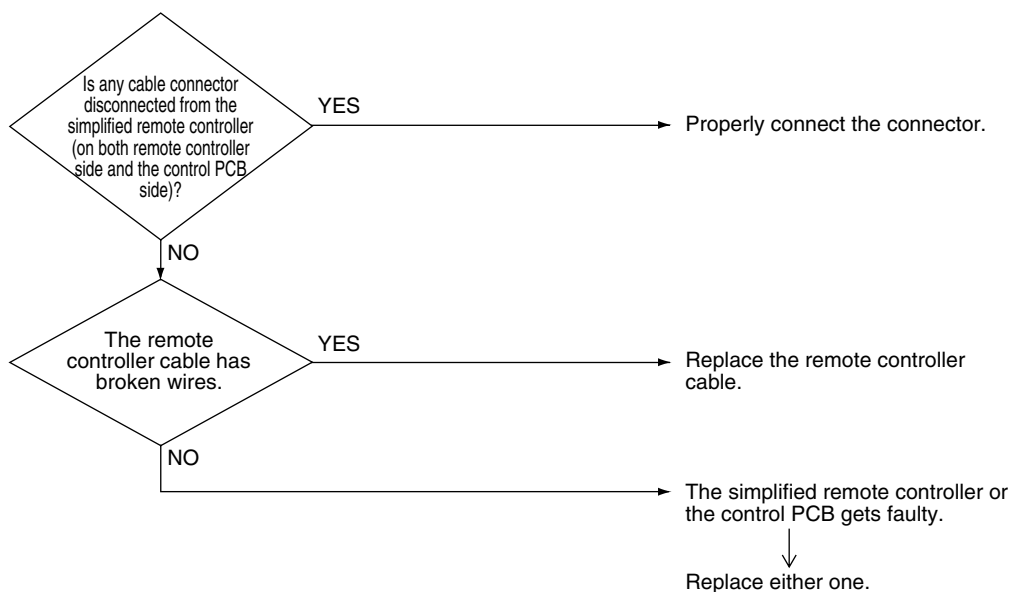 Is any cable connector
disconnected from the
simplified remote controller
(on both remote controller
side and the control PCB
side)?
YES
Properly connect the connector.
NO
The remote
controller cable has
broken wires.
YES
Replace the remote controller
cable.
NO
The simplified remote controller or
the control PCB gets faulty.
Replace either one.